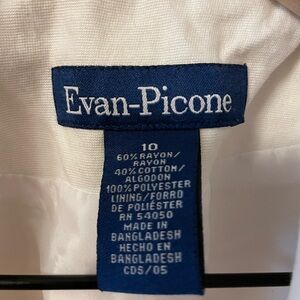 Evan-Picone
10
60% RAYON/
RAYON
40% COTTON/
ALGODON
100% POLYESTER
LINING/FORRO
DE POLIÉSTER
RN 54050
MADE IN
BANGLADESH
HECHO EN
BANGLADESH
CDS/05